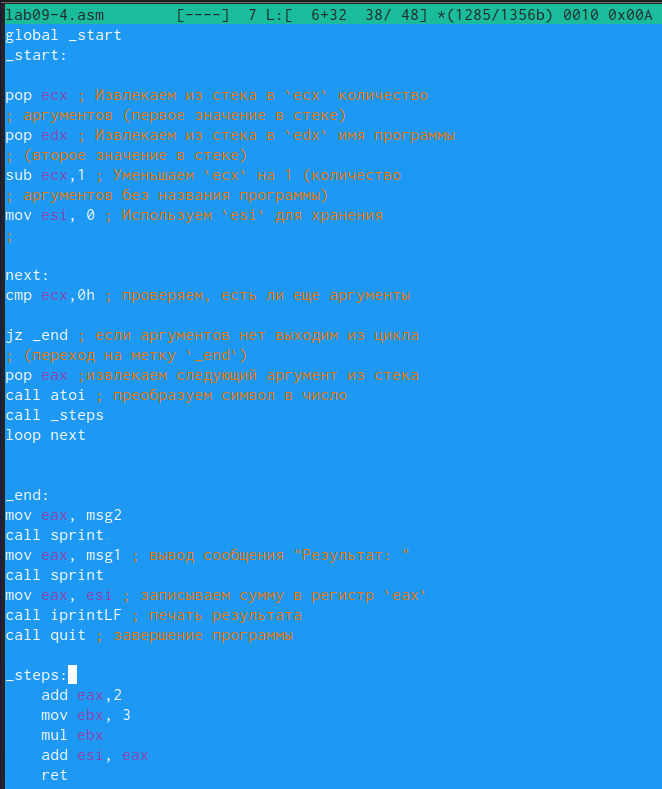 lab09-4.asm [----] 7 L:[ 6+32 38/ 48] *(1285/1356b) 0010 0x00A
global _start
_start:
pop ecx ; Извлекаем из стека в `ecx` количество
; аргументов (первое значение в стеке)
pop edx ; Извлекаем из стека в `edx` имя программы
; (второе значение в стеке)
sub ecx,1 ; Уменьшаем `ecx` на 1 (количество
; аргументов без названия программы)
mov esi, 0 ; Используем `esi` для хранения
;
next:
cmp ecx,0h ; проверяем, есть ли еще аргументы
jz _end ; если аргументов нет выходим из цикла
; (переход на метку `_end`)
pop eax ;извлекаем следующий аргумент из стека
call atoi ; преобразуем символ в число
call _steps
loop next
_end:
mov eax, msg2
call sprint
mov eax, msg1 ; вывод сообщения "Результат: "
call sprint
mov eax, esi ; записываем сумму в регистр `eax`
call iprintLF ; печать результата
call quit ; завершение программы
_steps:
add eax,2
mov ebx, 3
mul ebx
add esi, eax
ret